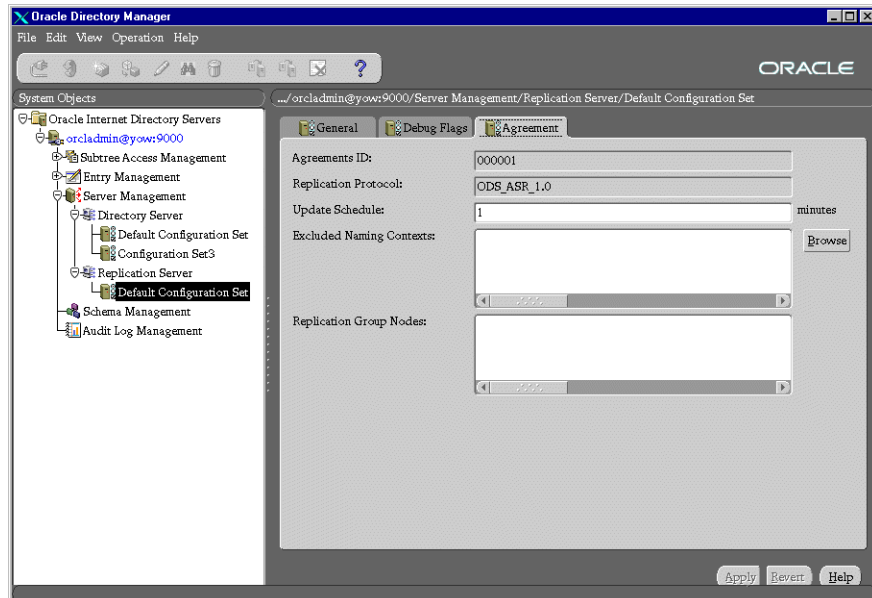 Oracle Directory Manager
File Edit View Operation Help
ORACLE
System Objects
.../orcladmin@yow:9000/Server Management/Replication Server/Default Configuration Set
Oracle Internet Directory Servers
orcladmin@yow:9000
Subtree Access Management
Entry Management
Server Management
Directory Server
Default Configuration Set
Configuration Set3
Replication Server
Default Configuration Set
Schema Management
Audit Log Management
General Debug Flags Agreement
Agreements ID: 000001
Replication Protocol: ODS_ASR_1.0
Update Schedule: 1 minutes
Excluded Naming Contexts: Browse
Replication Group Nodes:
Apply Revert Help